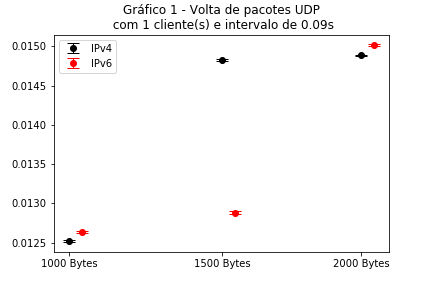 Gráfico 1 - Volta de pacotes UDP
com 1 cliente(s) e intervalo de 0.09s
IPv4
IPv6
0.0150
0.0145
0.0140
0.0135
0.0130
0.0125
1000 Bytes
1500 Bytes
2000 Bytes